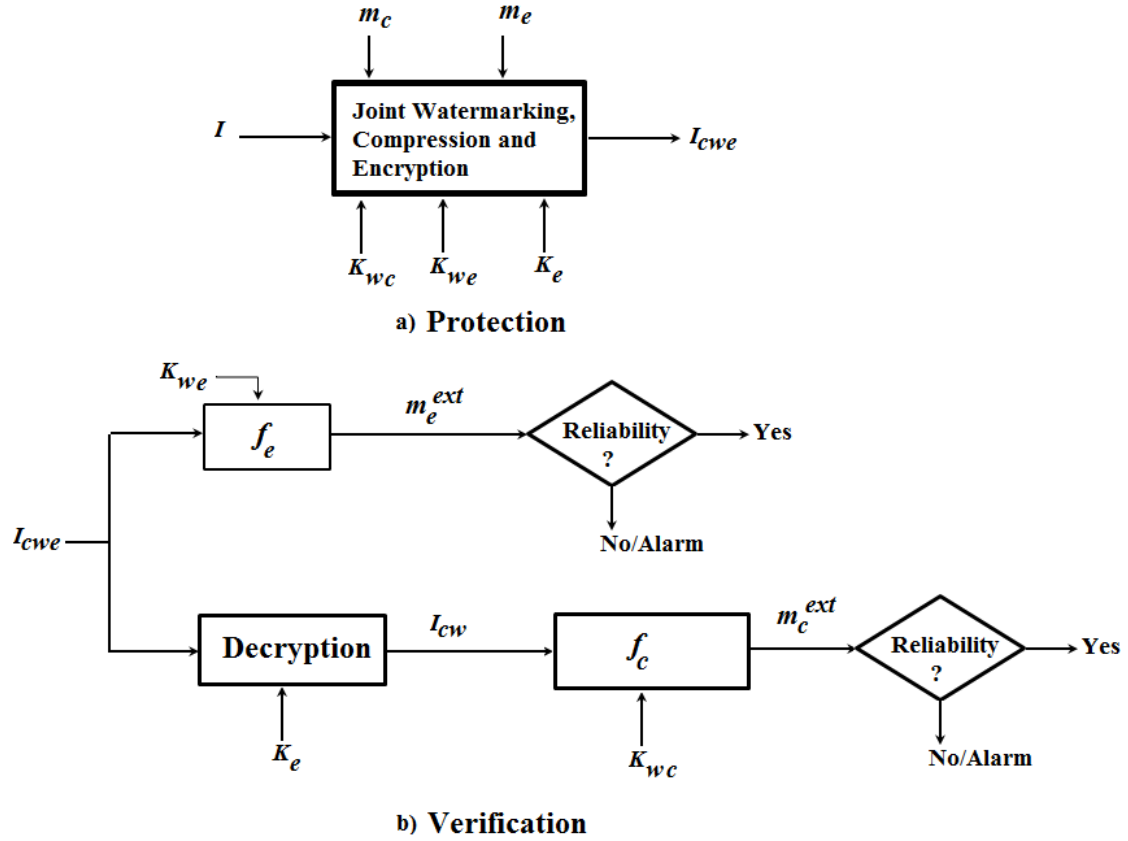 m_c
m_e
I
Joint Watermarking,
Compression and
Encryption
I_cwe
K_wc
K_we
K_e
a) Protection
K_we
f_e
m_e^ext
Reliability
?
Yes
No/Alarm
I_cwe
Decryption
I_cw
f_c
m_c^ext
Reliability
?
Yes
No/Alarm
K_e
K_wc
b) Verification